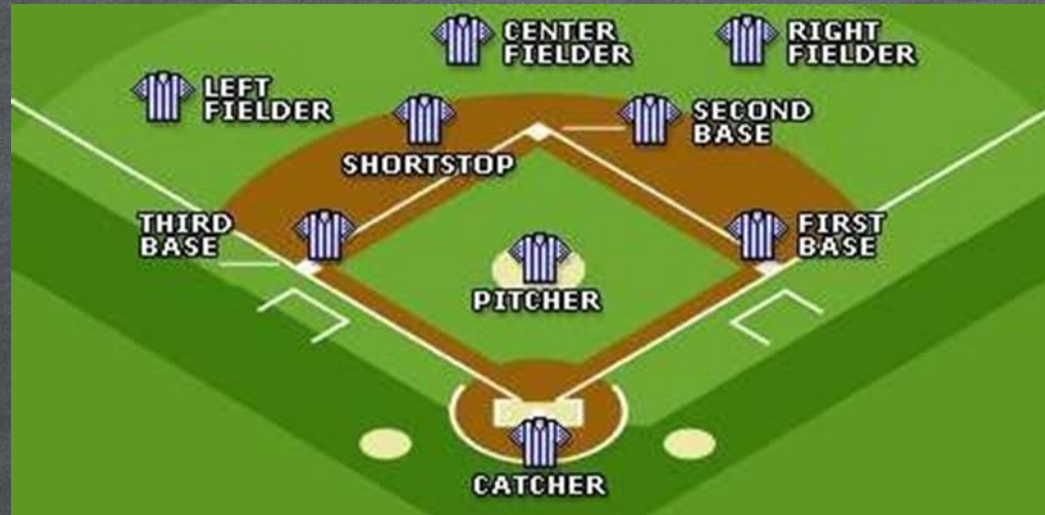 CENTER
FIELDER
RIGHT
FIELDER
LEFT
FIELDER
SHORTSTOP
SECOND
BASE
THIRD
BASE
FIRST
BASE
PITCHER
CATCHER